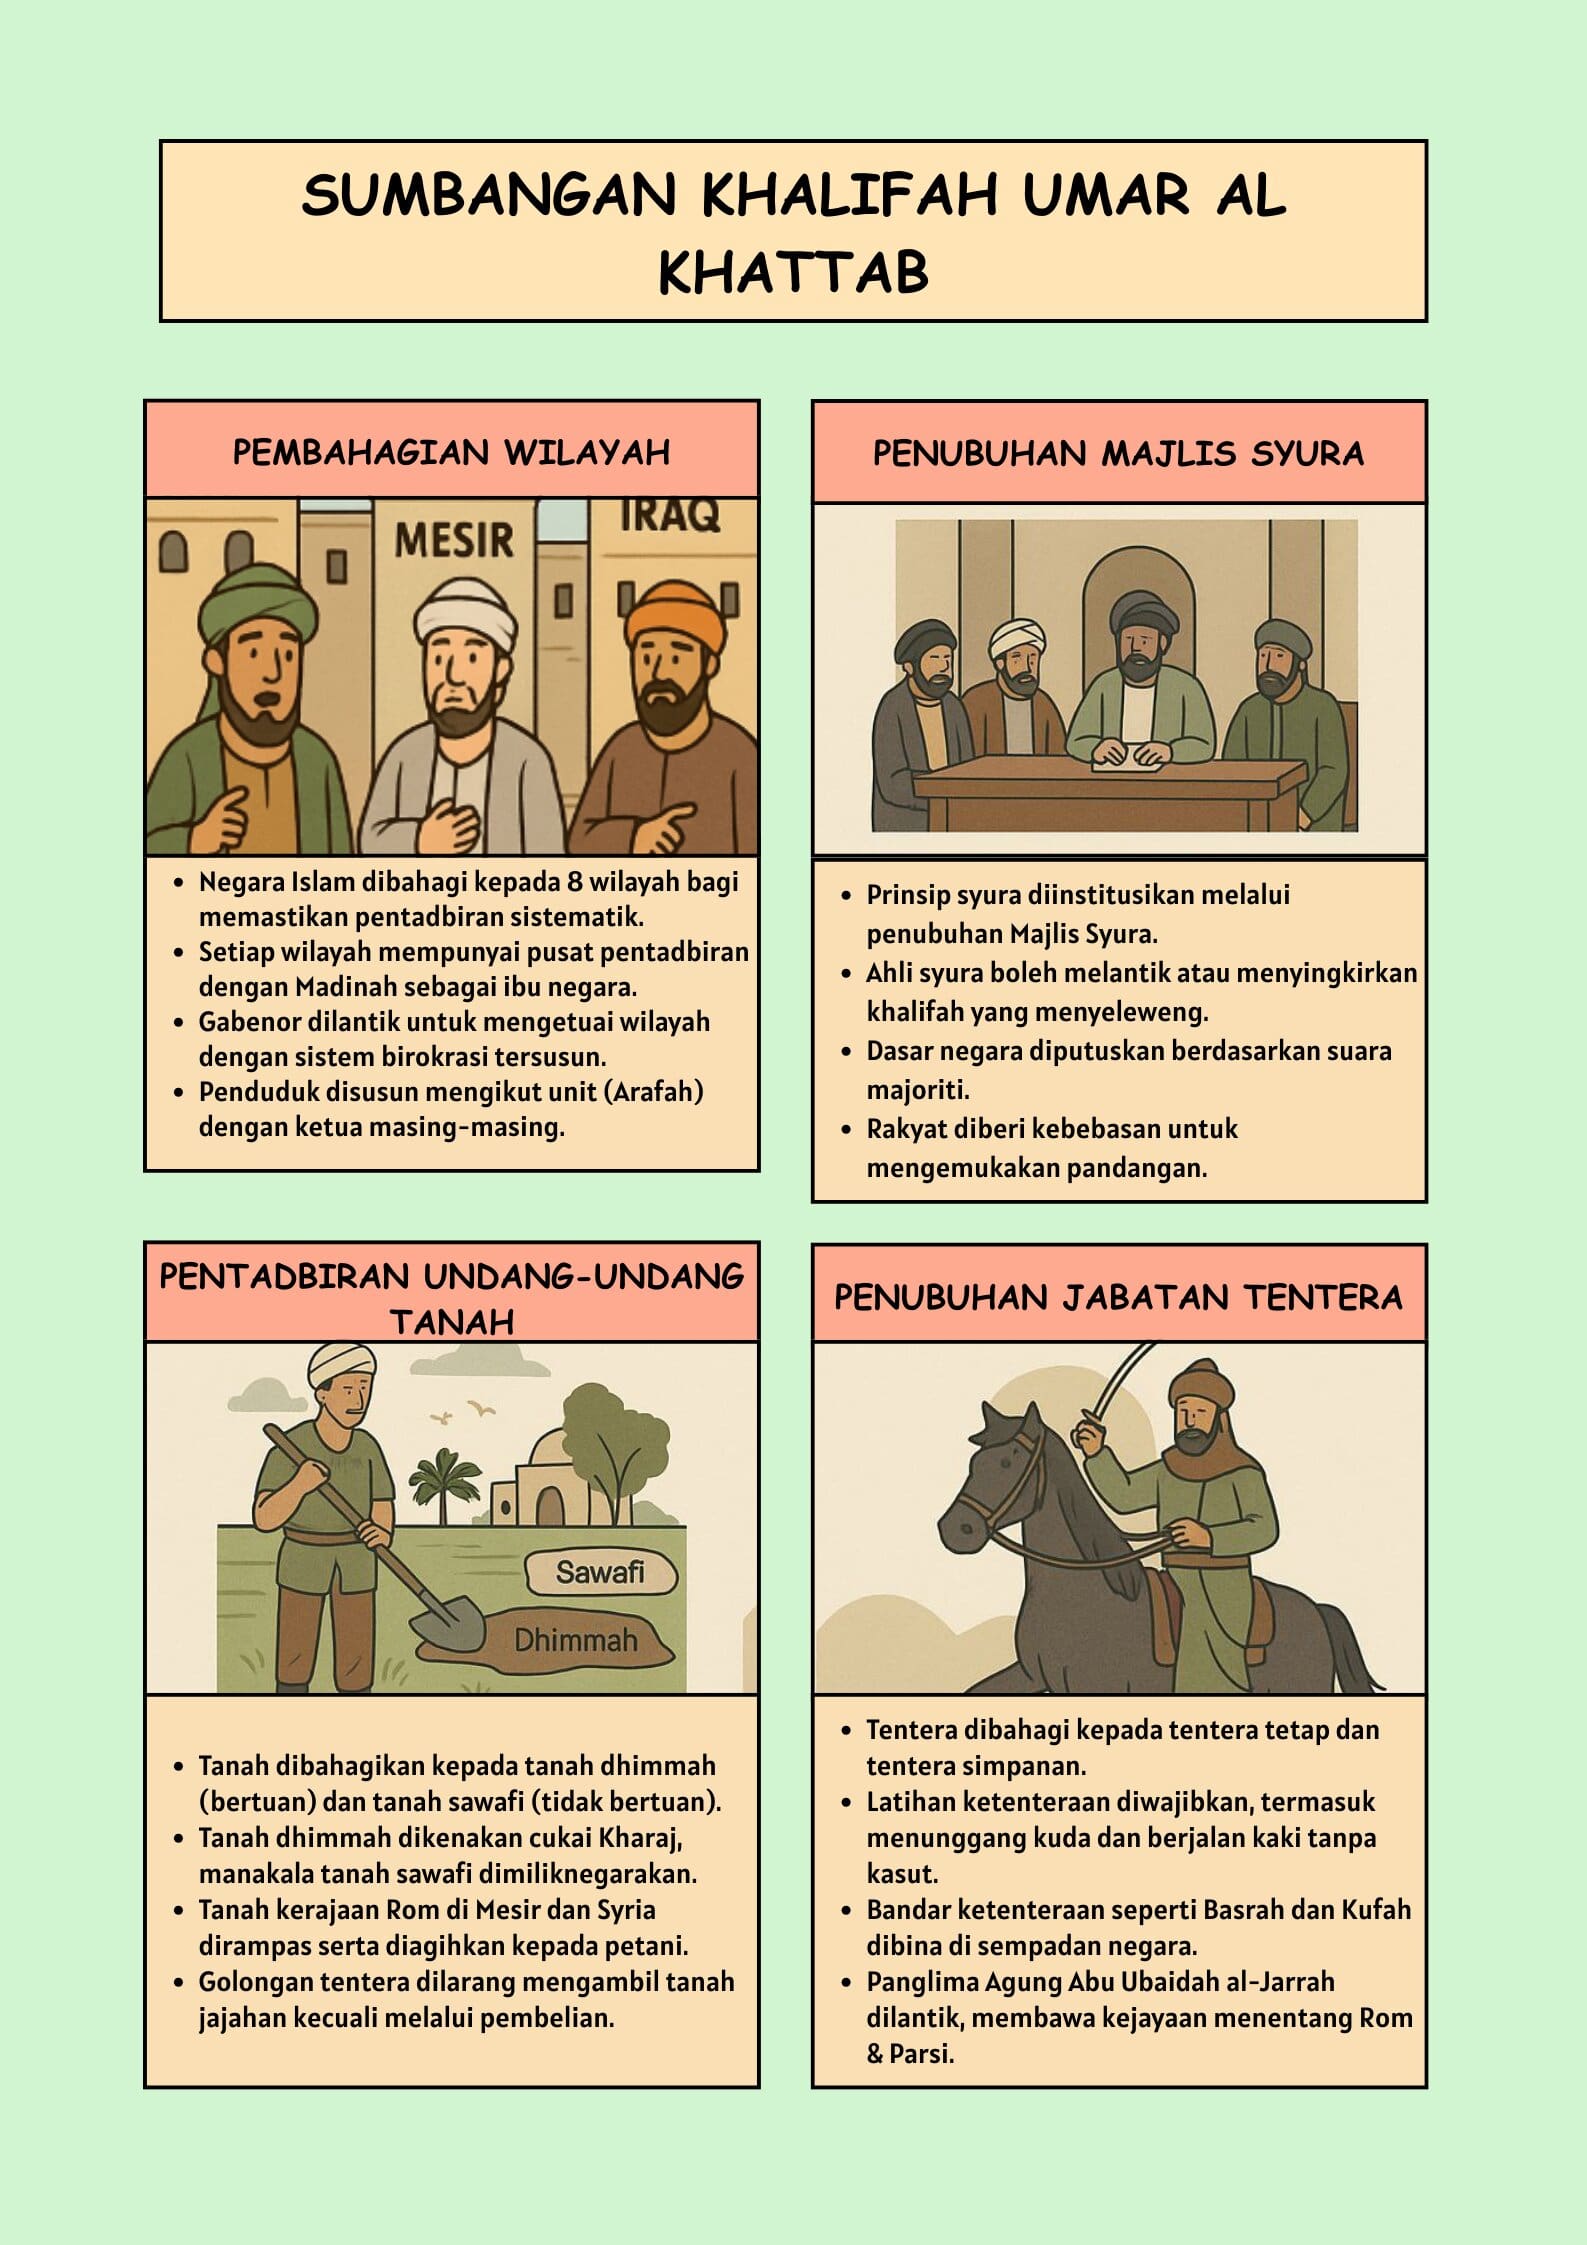 SUMBANGAN KHALIFAH UMAR AL
KHATTAB
PEMBAHAGIAN WILAYAH
MESIR
IRAQ
• Negara Islam dibahagi kepada 8 wilayah bagi
memastikan pentadbiran sistematik.
• Setiap wilayah mempunyai pusat pentadbiran
dengan Madinah sebagai ibu negara.
• Gabenor dilantik untuk mengetuai wilayah
dengan sistem birokrasi tersusun.
• Penduduk disusun mengikut unit (Arafah)
dengan ketua masing-masing.
PENUBUHAN MAJLIS SYURA
• Prinsip syura diinstitusikan melalui
penubuhan Majlis Syura.
• Ahli syura boleh melantik atau menyingkirkan
khalifah yang menyeleweng.
• Dasar negara diputuskan berdasarkan suara
majoriti.
• Rakyat diberi kebebasan untuk
mengemukakan pandangan.
PENTADBIRAN UNDANG-UNDANG
TANAH
Sawafi
Dhimmah
• Tanah dibahagikan kepada tanah dhimmah
(bertuan) dan tanah sawafi (tidak bertuan).
• Tanah dhimmah dikenakan cukai Kharaj,
manakala tanah sawafi dimiliknegarakan.
• Tanah kerajaan Rom di Mesir dan Syria
dirampas serta diagihkan kepada petani.
• Golongan tentera dilarang mengambil tanah
jajahan kecuali melalui pembelian.
PENUBUHAN JABATAN TENTERA
• Tentera dibahagi kepada tentera tetap dan
tentera simpanan.
• Latihan ketenteraan diwajibkan, termasuk
menunggang kuda dan berjalan kaki tanpa
kasut.
• Bandar ketenteraan seperti Basrah dan Kufah
dibina di sempadan negara.
• Panglima Agung Abu Ubaidah al-Jarrah
dilantik, membawa kejayaan menentang Rom
& Parsi.